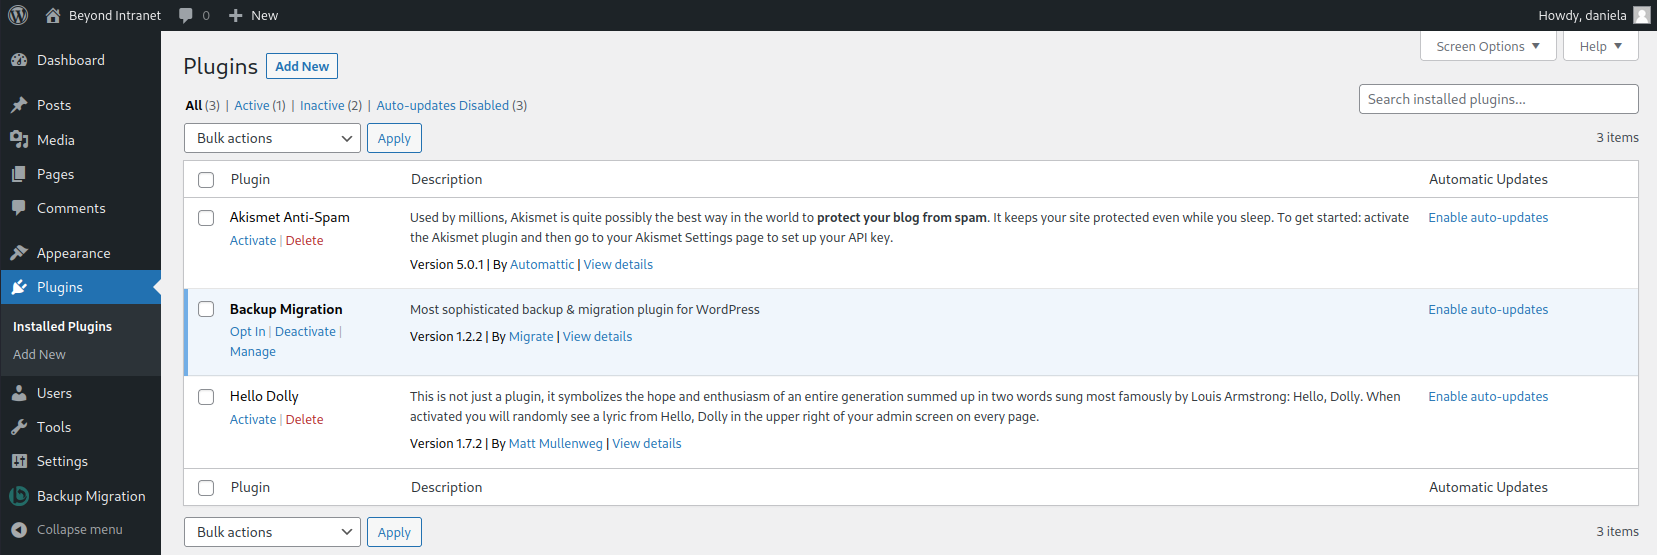 Beyond Intranet 0 New Howdy, daniela
Screen Options Help
Dashboard
Posts
Media
Pages
Comments
Appearance
Plugins
Installed Plugins
Add New
Users
Tools
Settings
Backup Migration
Collapse menu
Plugins Add New
All (3) | Active (1) | Inactive (2) | Auto-updates Disabled (3)
Search installed plugins...
Bulk actions Apply
3 items
Plugin Description Automatic Updates
Akismet Anti-Spam
Activate | Delete
Used by millions, Akismet is quite possibly the best way in the world to protect your blog from spam. It keeps your site protected even while you sleep. To get started: activate
the Akismet plugin and then go to your Akismet Settings page to set up your API key.
Version 5.0.1 | By Automattic | View details
Enable auto-updates
Backup Migration
Opt In | Deactivate |
Manage
Most sophisticated backup & migration plugin for WordPress
Version 1.2.2 | By Migrate | View details
Enable auto-updates
Hello Dolly
Activate | Delete
This is not just a plugin, it symbolizes the hope and enthusiasm of an entire generation summed up in two words sung most famously by Louis Armstrong: Hello, Dolly. When
activated you will randomly see a lyric from Hello, Dolly in the upper right of your admin screen on every page.
Version 1.7.2 | By Matt Mullenweg | View details
Enable auto-updates
Plugin Description Automatic Updates
Bulk actions Apply
3 items